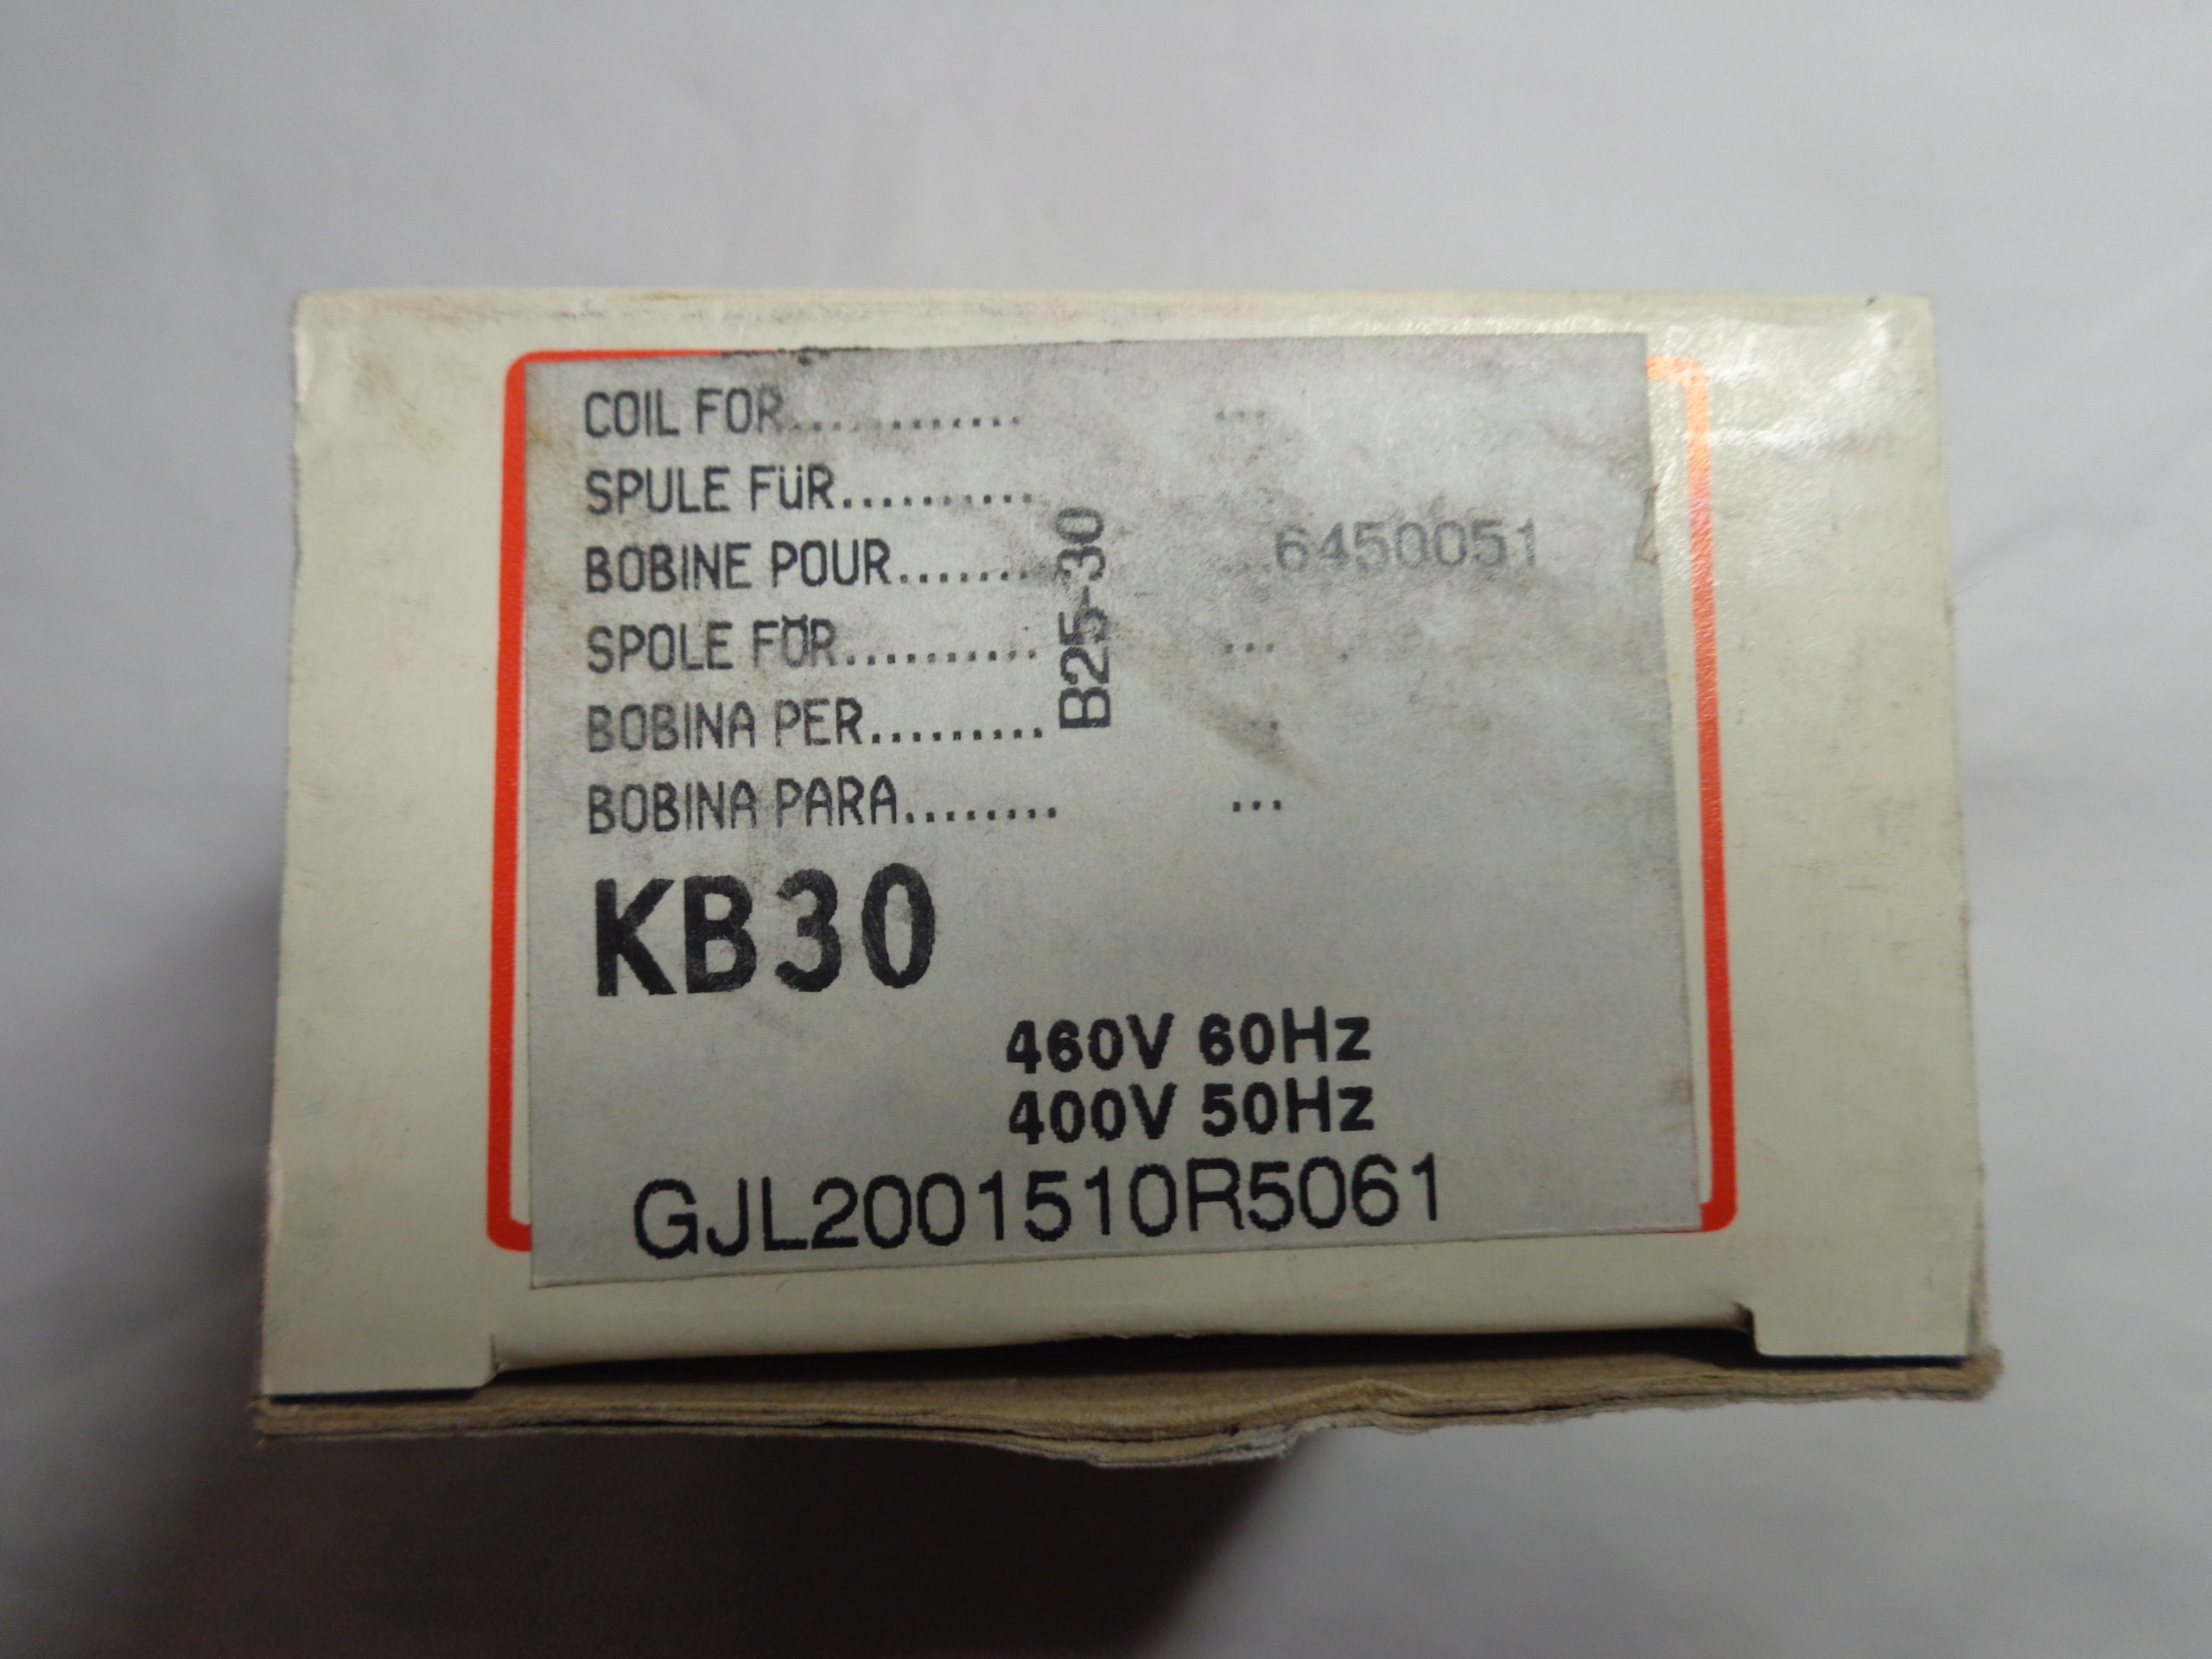 COIL FOR............ ...
SPULE FüR..........
BOBINE POUR....... ...6450051
SPOLE FÖR........... ...
BOBINA PER......... ...
BOBINA PARA........ ...
B25-30
KB30
460V 60Hz
400V 50Hz
GJL2001510R5061